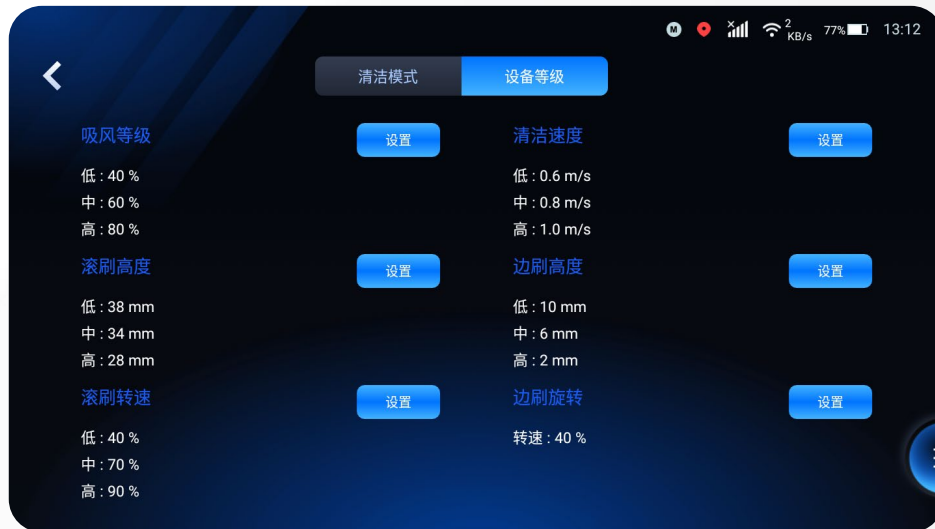 M 2 KB/s 77% 13:12
清洁模式 设备等级
吸风等级 设置
低 : 40 %
中 : 60 %
高 : 80 %
清洁速度 设置
低 : 0.6 m/s
中 : 0.8 m/s
高 : 1.0 m/s
滚刷高度 设置
低 : 38 mm
中 : 34 mm
高 : 28 mm
边刷高度 设置
低 : 10 mm
中 : 6 mm
高 : 2 mm
滚刷转速 设置
低 : 40 %
中 : 70 %
高 : 90 %
边刷旋转 设置
转速 : 40 %